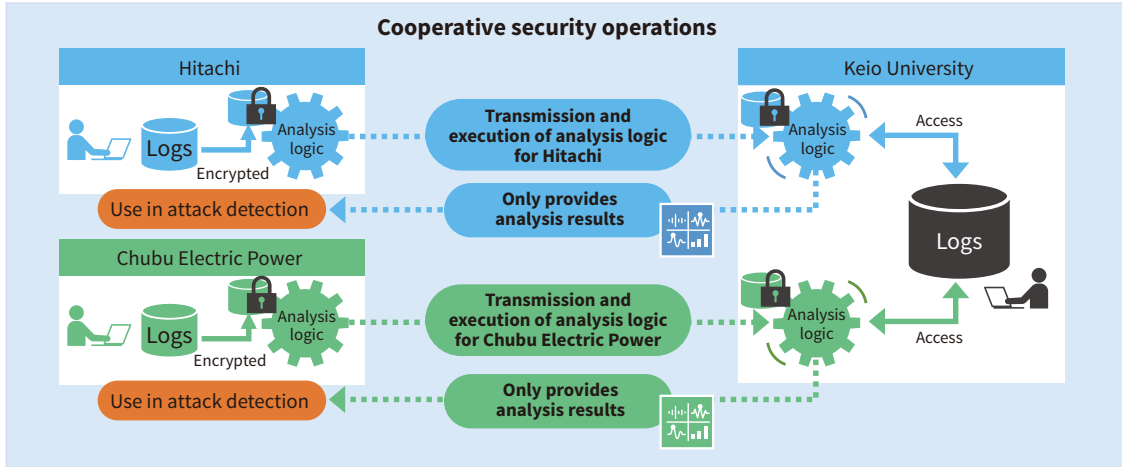 Cooperative security operations
Hitachi
Keio University
Logs
Encrypted
Analysis
logic
Transmission and
execution of analysis logic
for Hitachi
Analysis
logic
Access
Use in attack detection
Only provides
analysis results
Logs
Chubu Electric Power
Logs
Encrypted
Analysis
logic
Transmission and
execution of analysis logic
for Chubu Electric Power
Analysis
logic
Access
Use in attack detection
Only provides
analysis results